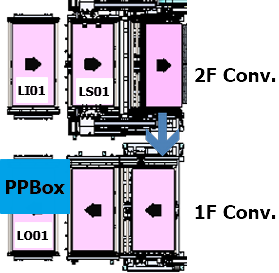 LI01 LS01
2F Conv.
PPBox
1F Conv.
LO01